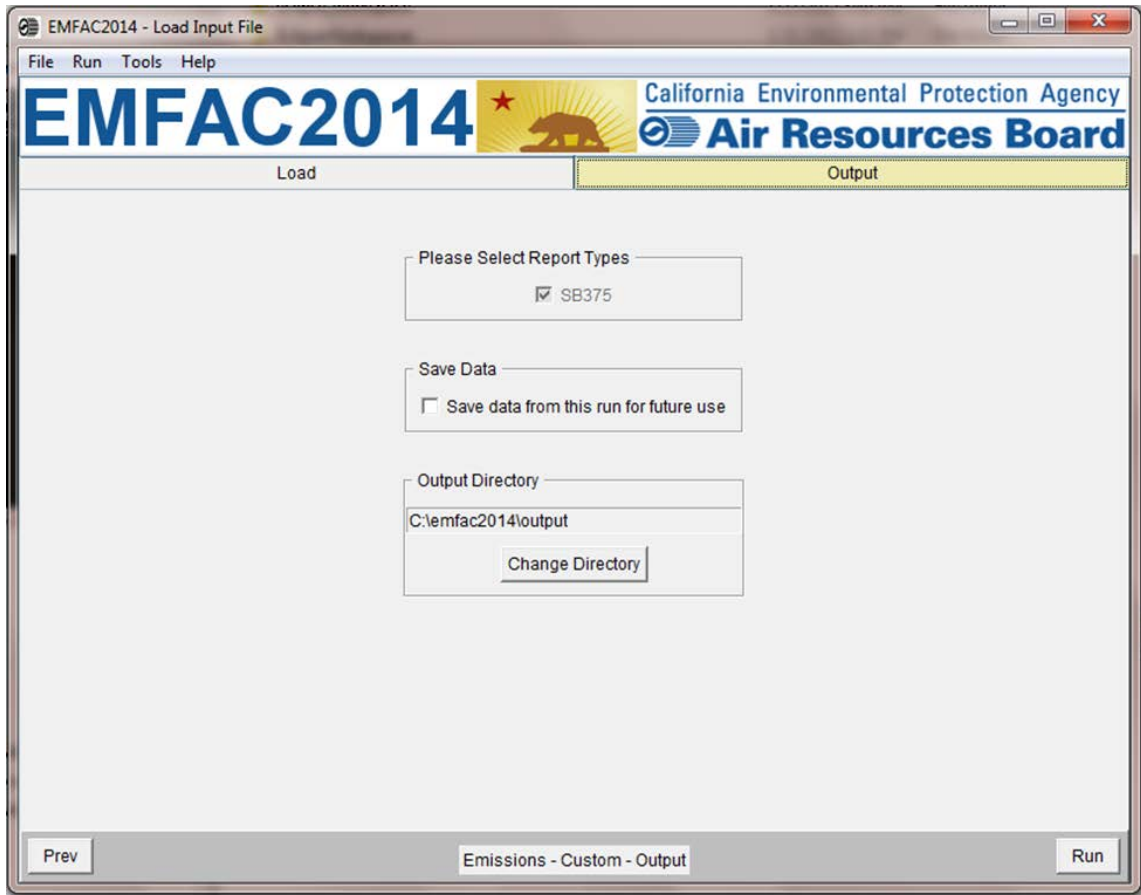 EMFAC2014 - Load Input File
File Run Tools Help
EMFAC2014
California Environmental Protection Agency
Air Resources Board
Load
Output
Please Select Report Types
SB375
Save Data
Save data from this run for future use
Output Directory
C:\emfac2014\output
Change Directory
Prev
Emissions - Custom - Output
Run